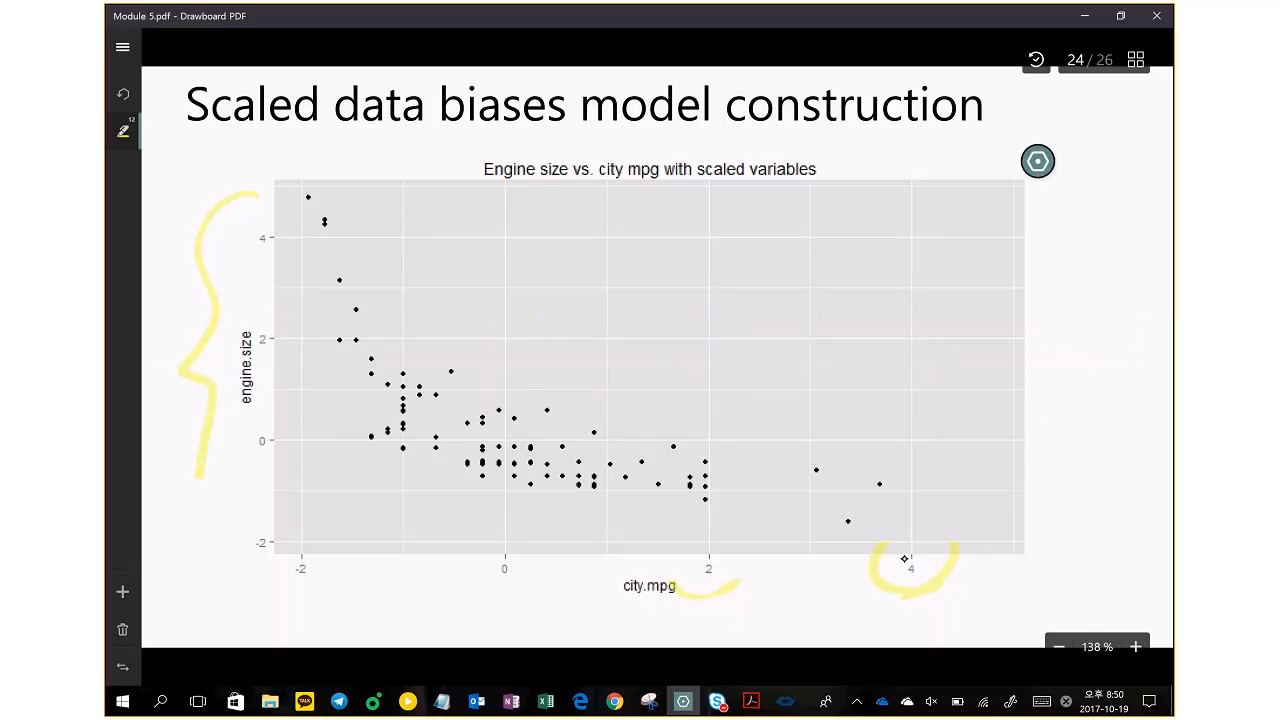 Module 5.pdf - Drawboard PDF
24 / 26
12
Scaled data biases model construction
Engine size vs. city mpg with scaled variables
engine.size
4
2
0
-2
-2 0 2 4
city.mpg
138 %
TALK
오후 8:50
2017-10-19